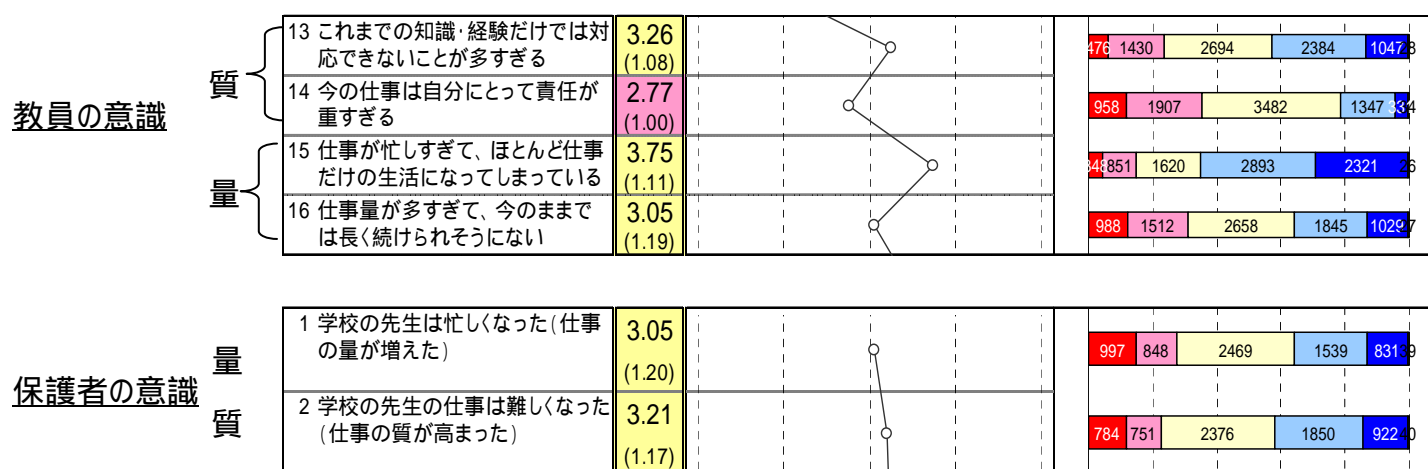 教員の意識
質
13 これまでの知識・経験だけでは対
応できないことが多すぎる
3.26
(1.08)
1430 2694 2384 1047
14 今の仕事は自分にとって責任が
重すぎる
2.77
(1.00)
958 1907 3482 1347
量
15 仕事が忙しすぎて、ほとんど仕事
だけの生活になってしまっている
3.75
(1.11)
851 1620 2893 2321 26
16 仕事量が多すぎて、今のままで
は長く続けられそうにない
3.05
(1.19)
988 1512 2658 1845 1029
保護者の意識
量
1 学校の先生は忙しくなった(仕事
の量が増えた)
3.05
(1.20)
997 848 2469 1539 831
質
2 学校の先生の仕事は難しくなった
(仕事の質が高まった)
3.21
(1.17)
784 751 2376 1850 922